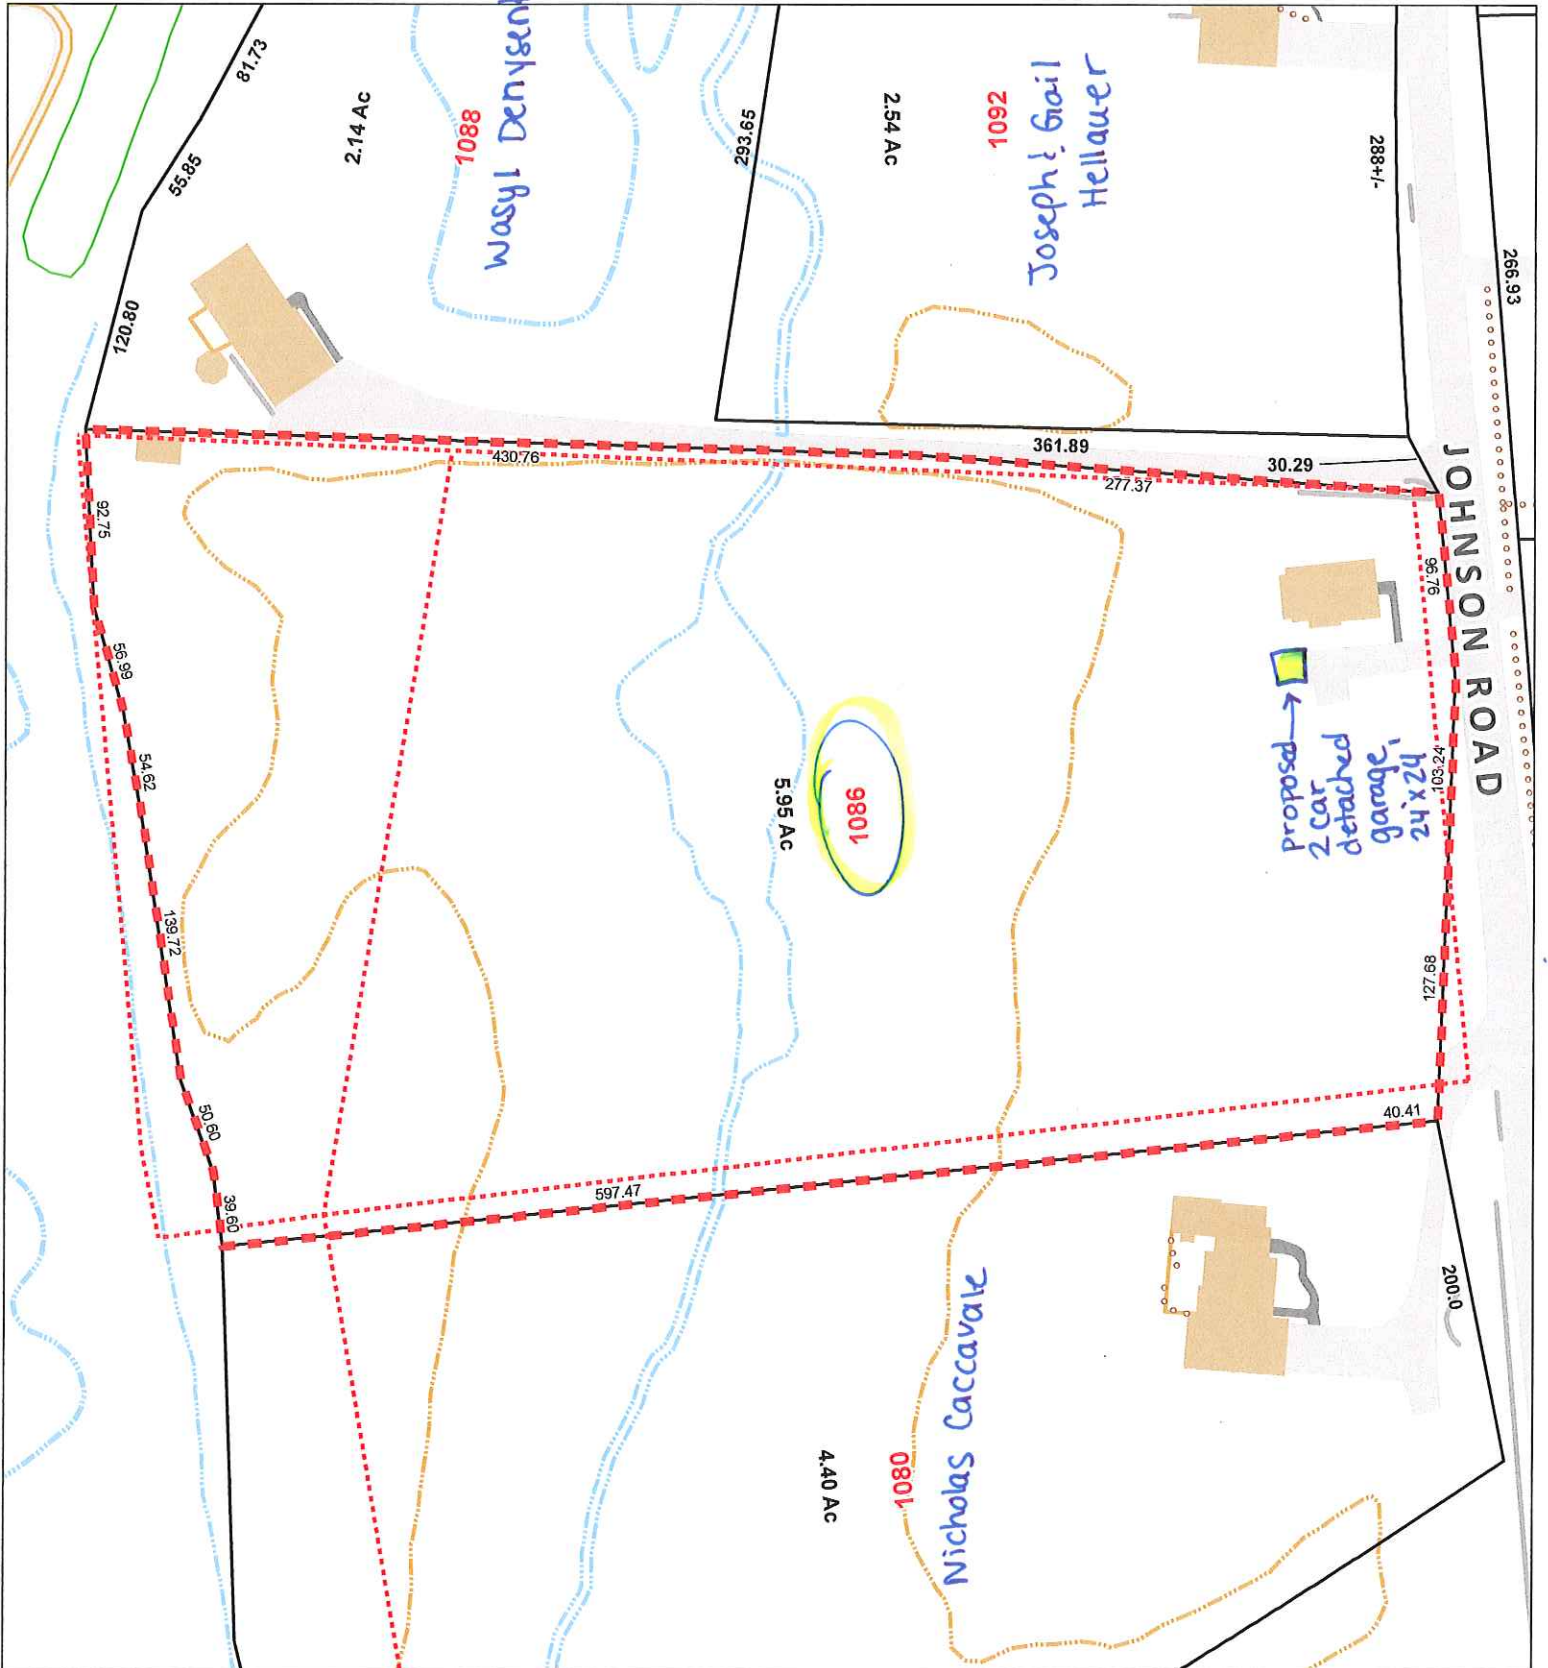 JOHNSON ROAD
266.93
288+/-
1092
Joseph & Gail
Hellauer
2.54 Ac
293.65
1088
2.14 Ac
81.73
55.85
120.80
361.89
30.29
430.76
277.37
96.76
103.24
127.68
proposed→
2 car
detached
garage,
24'x24'
1086
5.95 Ac
92.75
56.99
54.62
139.72
50.60
39.60
597.47
40.41
200.0
Nicholas Caccavale
1080
4.40 Ac
Wasyl